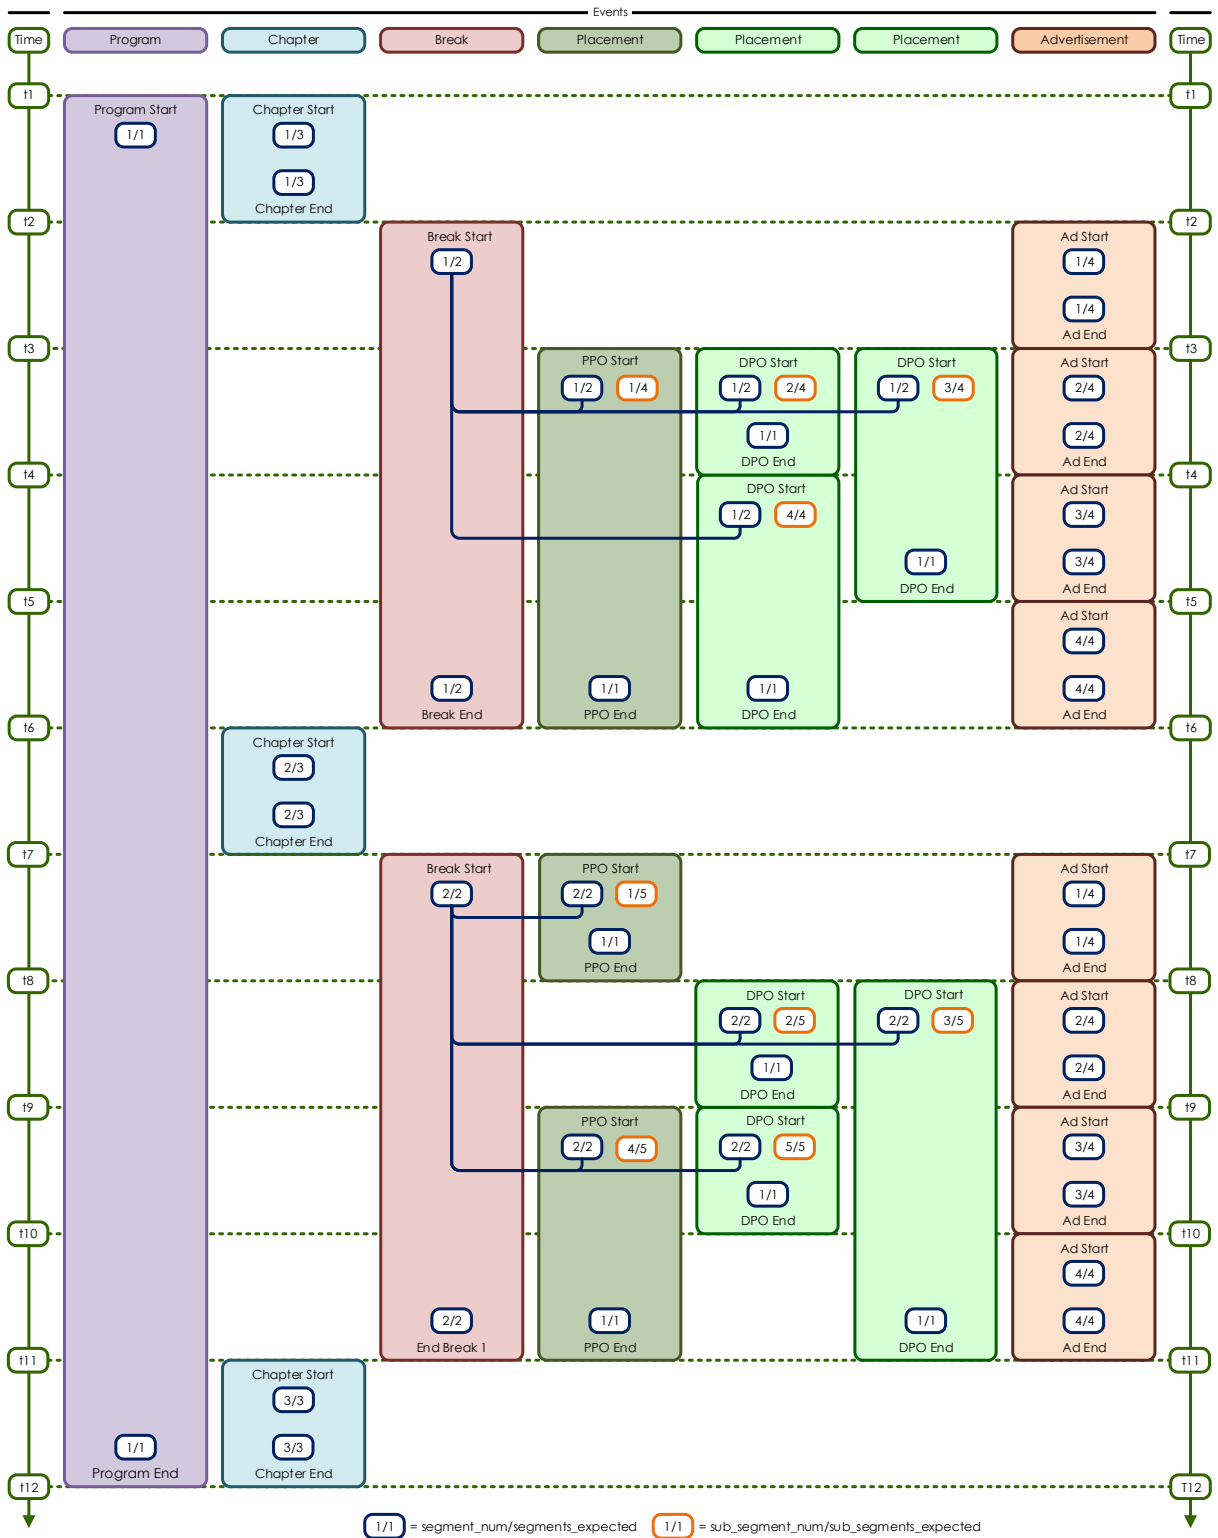 Events
Time Program Chapter Break Placement Placement Placement Advertisement Time
t1 t1
Program Start Chapter Start
1/1 1/3
1/3
Chapter End
t2 t2
Break Start Ad Start
1/2 1/4
1/4
Ad End
t3 t3
PPO Start DPO Start DPO Start Ad Start
1/2 1/4 1/2 2/4 1/2 3/4 2/4
1/1 2/4
DPO End Ad End
t4 t4
DPO Start Ad Start
1/2 4/4 3/4
1/1 3/4
DPO End Ad End
t5 t5
Ad Start
4/4
1/2 1/1 1/1 4/4
Break End PPO End DPO End Ad End
t6 t6
Chapter Start
2/3
2/3
Chapter End
t7 t7
Break Start PPO Start Ad Start
2/2 2/2 1/5 1/4
1/1 1/4
PPO End Ad End
t8 t8
DPO Start DPO Start Ad Start
2/2 2/5 2/2 3/5 2/4
1/1 2/4
DPO End Ad End
t9 t9
PPO Start DPO Start Ad Start
2/2 4/5 2/2 5/5 3/4
1/1 3/4
DPO End Ad End
t10 t10
Ad Start
4/4
2/2 1/1 1/1 4/4
End Break 1 PPO End DPO End Ad End
t11 t11
Chapter Start
3/3
1/1 3/3
Program End Chapter End
t12 T12
1/1 = segment_num/segments_expected 1/1 = sub_segment_num/sub_segments_expected